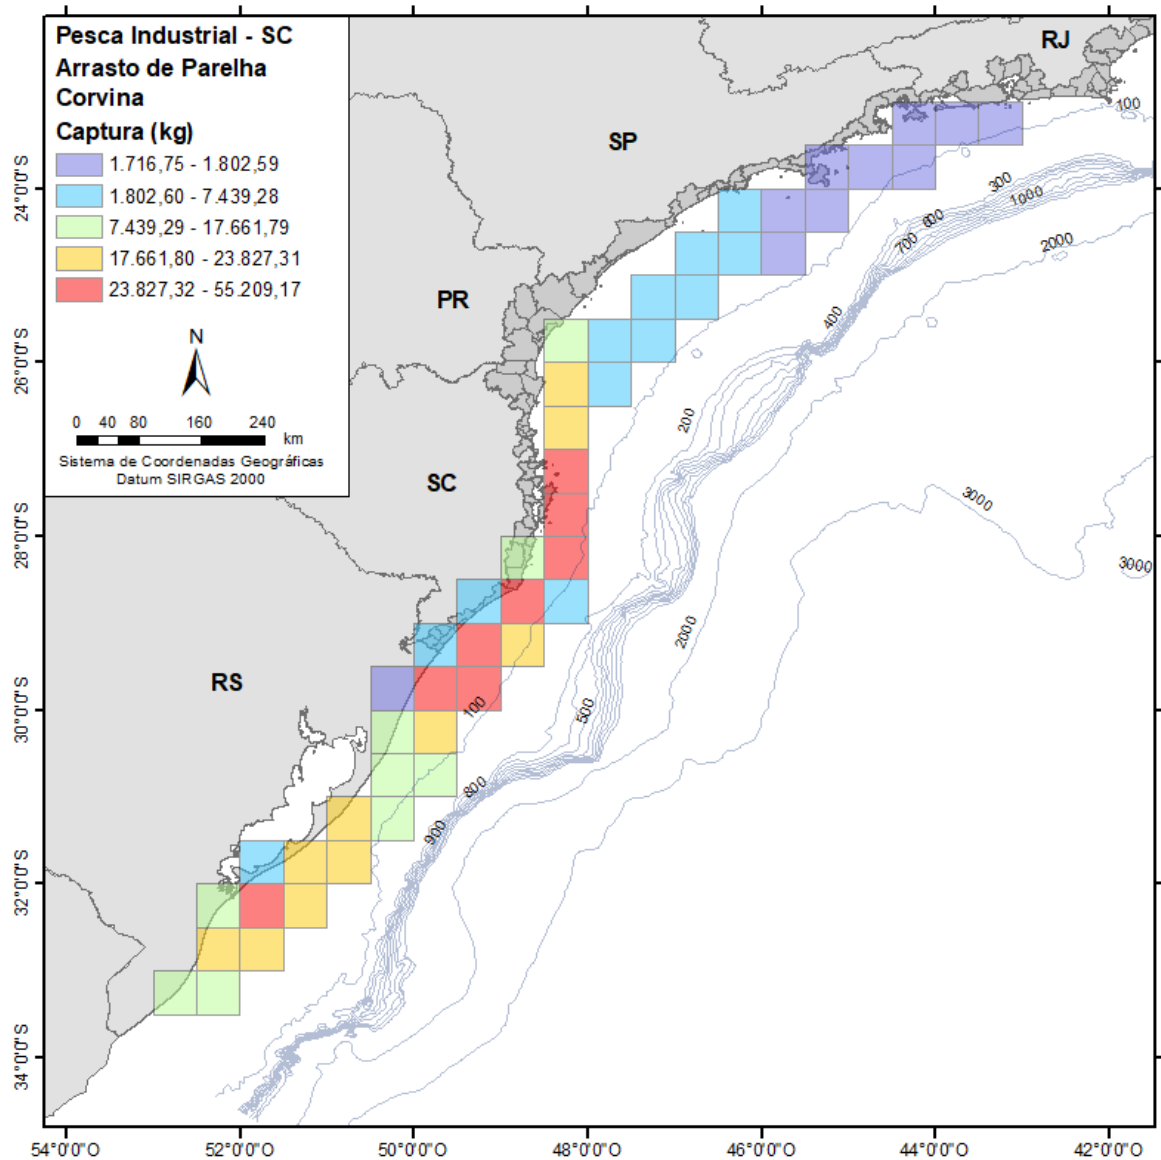 Pesca Industrial - SC
Arrasto de Parelha
Corvina
Captura (kg)
1.716,75 - 1.802,59
1.802,60 - 7.439,28
7.439,29 - 17.661,79
17.661,80 - 23.827,31
23.827,32 - 55.209,17
N
0 40 80 160 240
km
Sistema de Coordenadas Geográficas
Datum SIRGAS 2000
RJ
SP
PR
SC
RS
100
300
1000
600
700
2000
400
200
3000
3000
2000
500
100
800
900
24°0'0"S
26°0'0"S
28°0'0"S
30°0'0"S
32°0'0"S
34°0'0"S
54°0'0"O 52°0'0"O 50°0'0"O 48°0'0"O 46°0'0"O 44°0'0"O 42°0'0"O